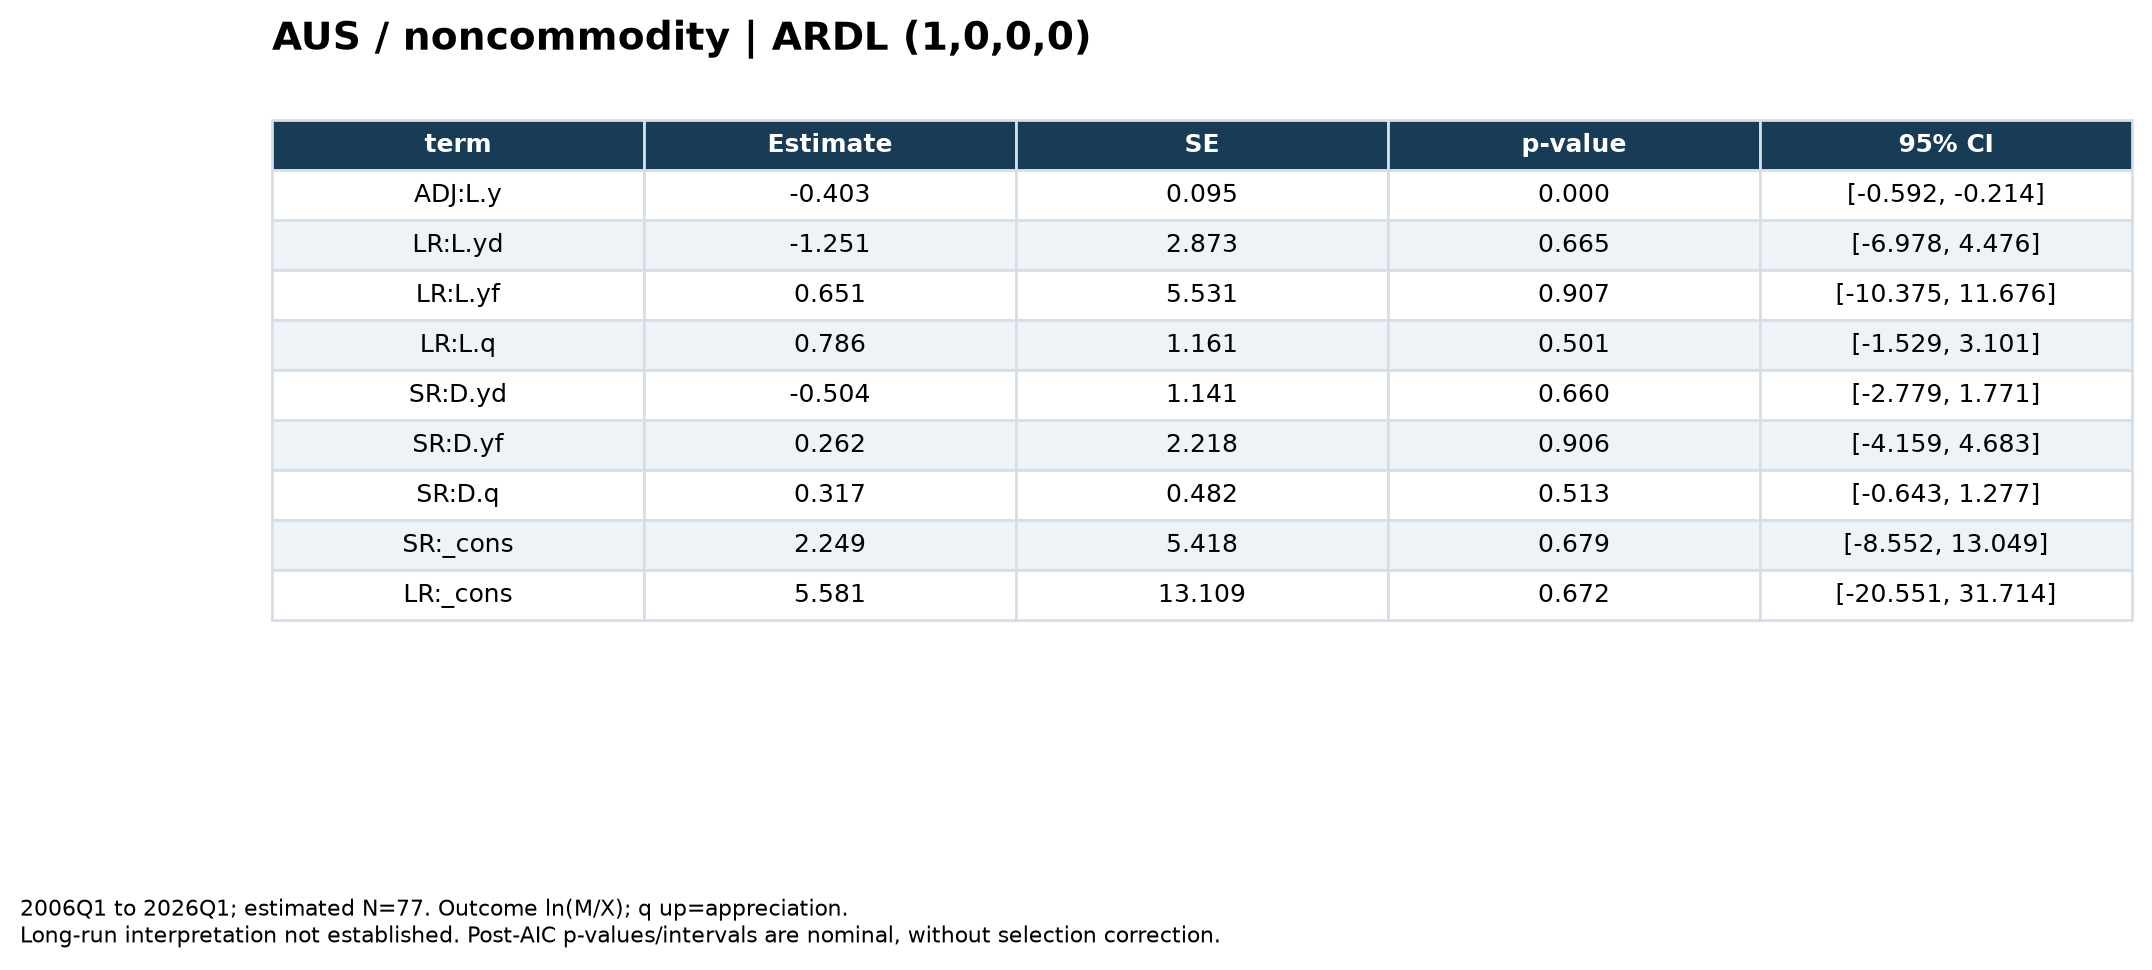 AUS / noncommodity | ARDL (1,0,0,0)
term Estimate SE p-value 95% CI
ADJ:L.y -0.403 0.095 0.000 [-0.592, -0.214]
LR:L.yd -1.251 2.873 0.665 [-6.978, 4.476]
LR:L.yf 0.651 5.531 0.907 [-10.375, 11.676]
LR:L.q 0.786 1.161 0.501 [-1.529, 3.101]
SR:D.yd -0.504 1.141 0.660 [-2.779, 1.771]
SR:D.yf 0.262 2.218 0.906 [-4.159, 4.683]
SR:D.q 0.317 0.482 0.513 [-0.643, 1.277]
SR:_cons 2.249 5.418 0.679 [-8.552, 13.049]
LR:_cons 5.581 13.109 0.672 [-20.551, 31.714]
2006Q1 to 2026Q1; estimated N=77. Outcome ln(M/X); q up=appreciation.
Long-run interpretation not established. Post-AIC p-values/intervals are nominal, without selection correction.